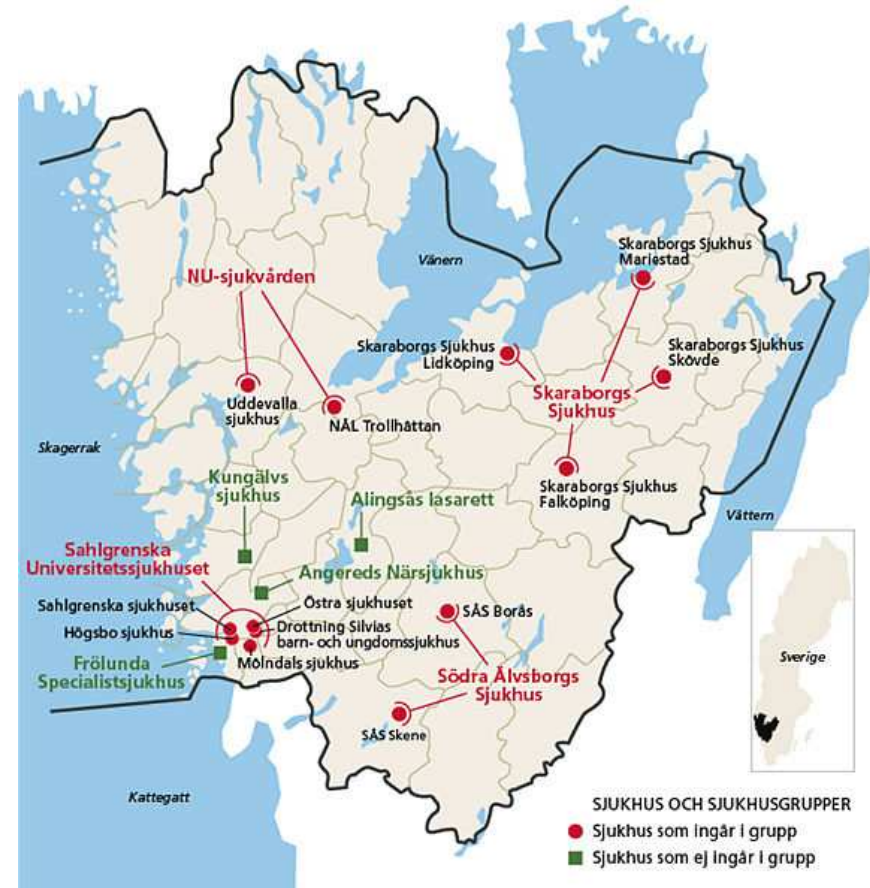 Skaraborgs Sjukhus
Mariestad
Vänern
NU-sjukvården
Skaraborgs Sjukhus
Lidköping
Skaraborgs Sjukhus
Skövde
Skaraborgs
Sjukhus
Uddevalla
sjukhus
NÄL Trollhättan
Skagerrak
Kungälvs
sjukhus
Alingsås lasarett
Skaraborgs Sjukhus
Falköping
Vättern
Sahlgrenska
Universitetssjukhuset
Angereds Närsjukhus
Sahlgrenska sjukhuset
Östra sjukhuset
Högsbo sjukhus
Drottning Silvias
barn- och ungdomssjukhus
Mölndals sjukhus
Frölunda
Specialistsjukhus
SÄS Borås
Södra Älvsborgs
Sjukhus
SÄS Skene
Sverige
Kattegatt
SJUKHUS OCH SJUKHUSGRUPPER
Sjukhus som ingår i grupp
Sjukhus som ej ingår i grupp